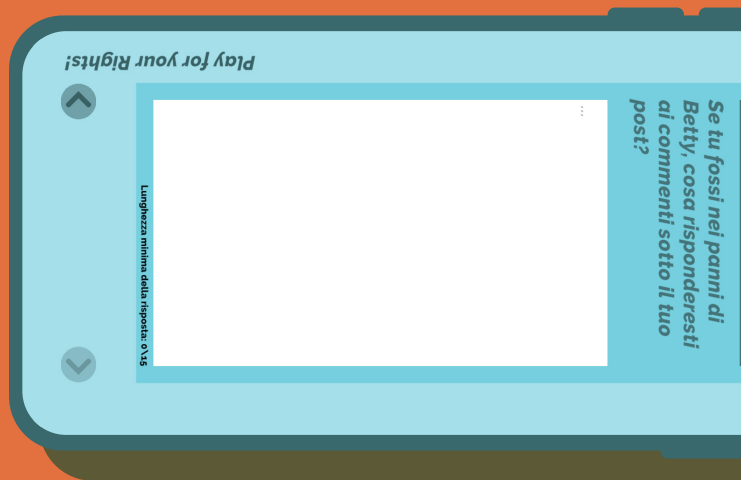 Play for your Rights!
Se tu fossi nei panni di
Betty, cosa risponderesti
ai commenti sotto il tuo
post?
...
Lunghezza minima della risposta: 0\15